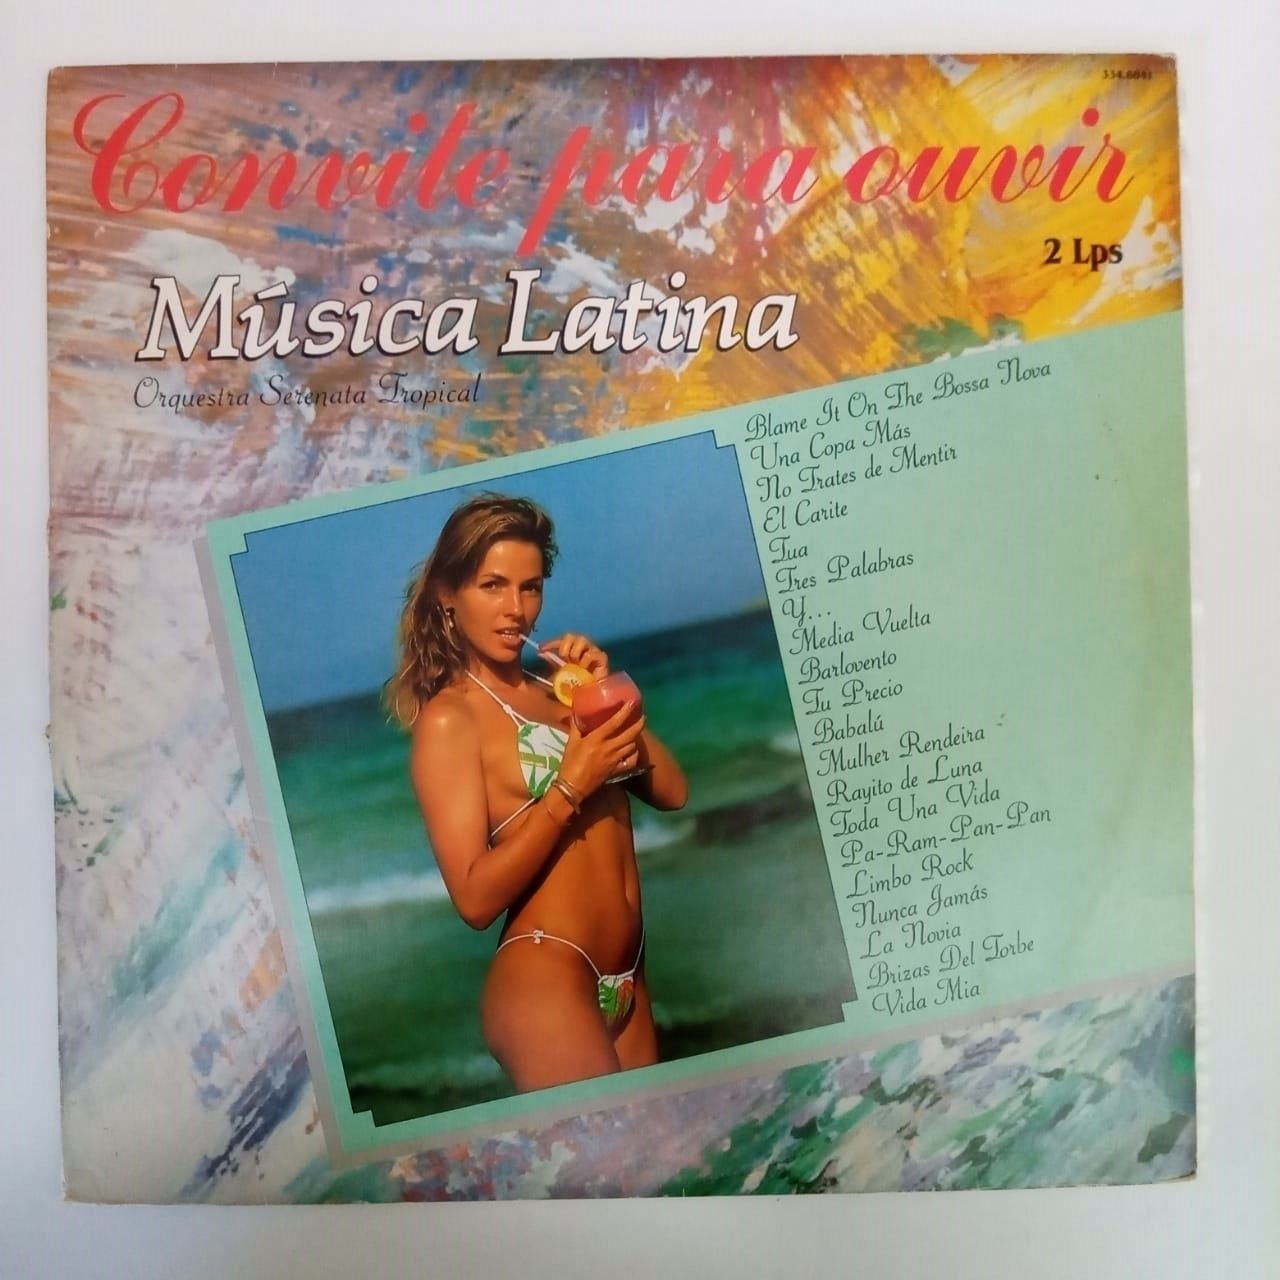 334.6041
Convite para ouvir
2 Lps
Música Latina
Orquestra Serenata Tropical
Blame It On The Bossa Nova
Una Copa Más
No Trates de Mentir
El Carite
Tua
Tres Palabras
Y...
Media Vuelta
Barlovento
Tu Precio
Babalú
Mulher Rendeira
Rayito de Luna
Toda Una Vida
Pa-Ram-Pan-Pan
Limbo Rock
Nunca Jamás
La Novia
Brizas Del Torbe
Vida Mia